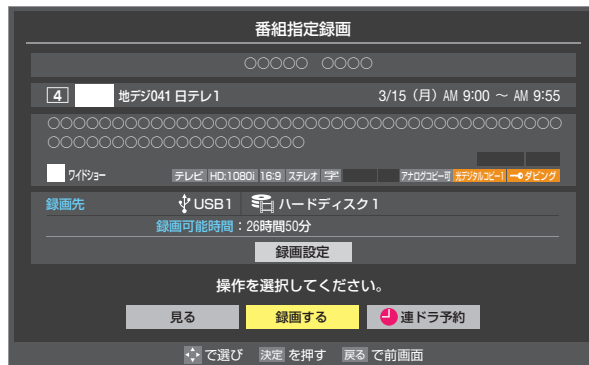 番組指定録画
○○○○○ ○○○○
4 地デジ041 日テレ1 3/15（月）AM 9:00 ～ AM 9:55
○○○○○○○○○○○○○○○○○○○○○○○○○○○○○○○○○○○○○○○○
○○○○○○○○○○○○○○○○○○○○
ワイドショー テレビ HD:1080i 16:9 ステレオ 字 アナログコピー可 光デジタルコピー1 ダビング
録画先 USB1 ハードディスク1
録画可能時間：26時間50分
録画設定
操作を選択してください。
見る 録画する 連ドラ予約
で選び 決定 を押す 戻る で前画面